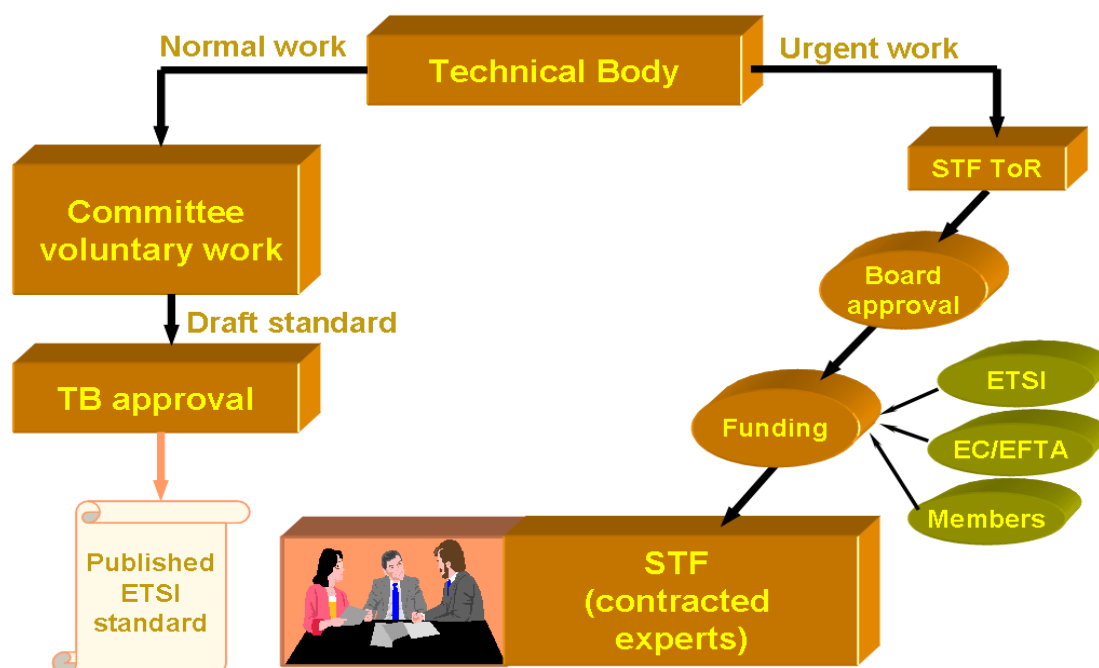 Normal work
Technical Body
Urgent work
Committee
voluntary work
STF ToR
Board
approval
Draft standard
TB approval
Funding
ETSI
EC/EFTA
Members
Published
ETSI
standard
STF
(contracted
experts)